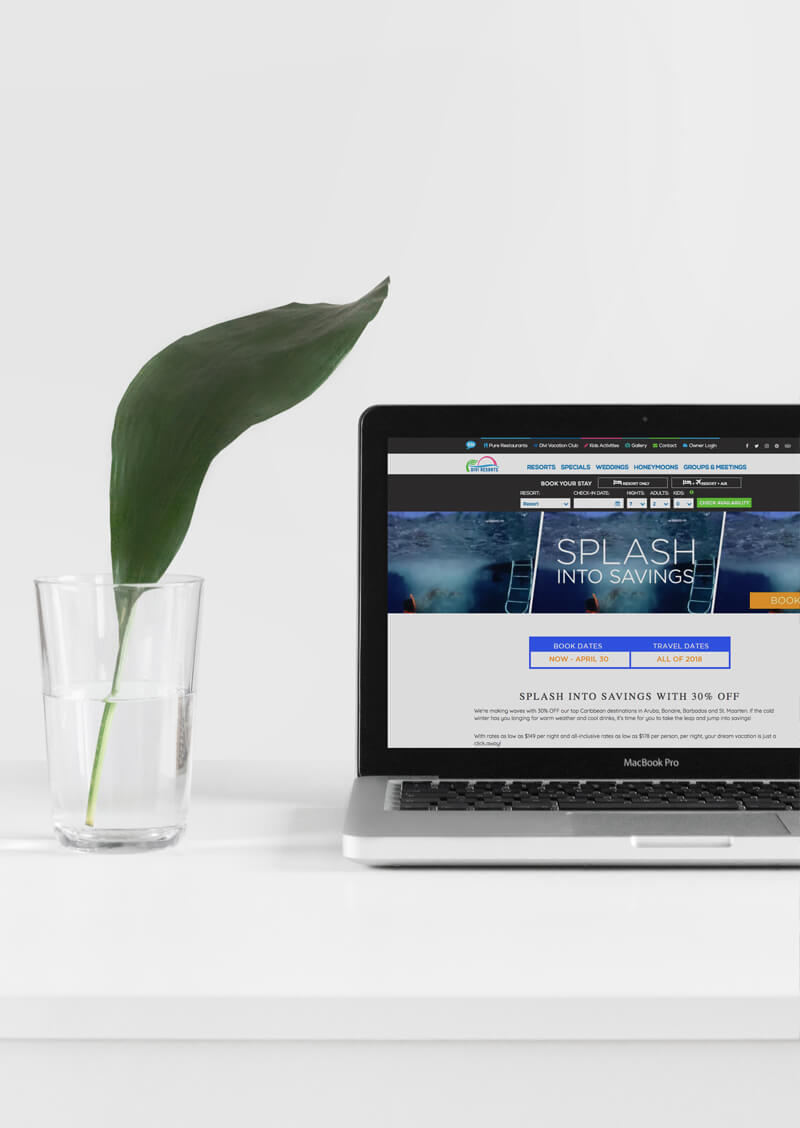 Pure Restaurants Divi Vacation Club Kids Activities Gallery Contact Owner Login
DIVI RESORTS
RESORTS SPECIALS WEDDINGS HONEYMOONS GROUPS & MEETINGS
BOOK YOUR STAY RESORT ONLY + RESORT + AIR
RESORT: CHECK-IN DATE: NIGHTS: ADULTS: KIDS:
Resort 7 2 0 CHECK AVAILABILITY
SPLASH
INTO SAVINGS
BOOK
BOOK DATES TRAVEL DATES
NOW - APRIL 30 ALL OF 2018
SPLASH INTO SAVINGS WITH 30% OFF
We're making waves with 30% OFF our top Caribbean destinations in Aruba, Bonaire, Barbados and St. Maarten. If the cold
winter has you longing for warm weather and cool drinks, it's time for you to take the leap and jump into savings!
With rates as low as $149 per night and all-inclusive rates as low as $178 per person, per night, your dream vacation is just a
click away!
MacBook Pro